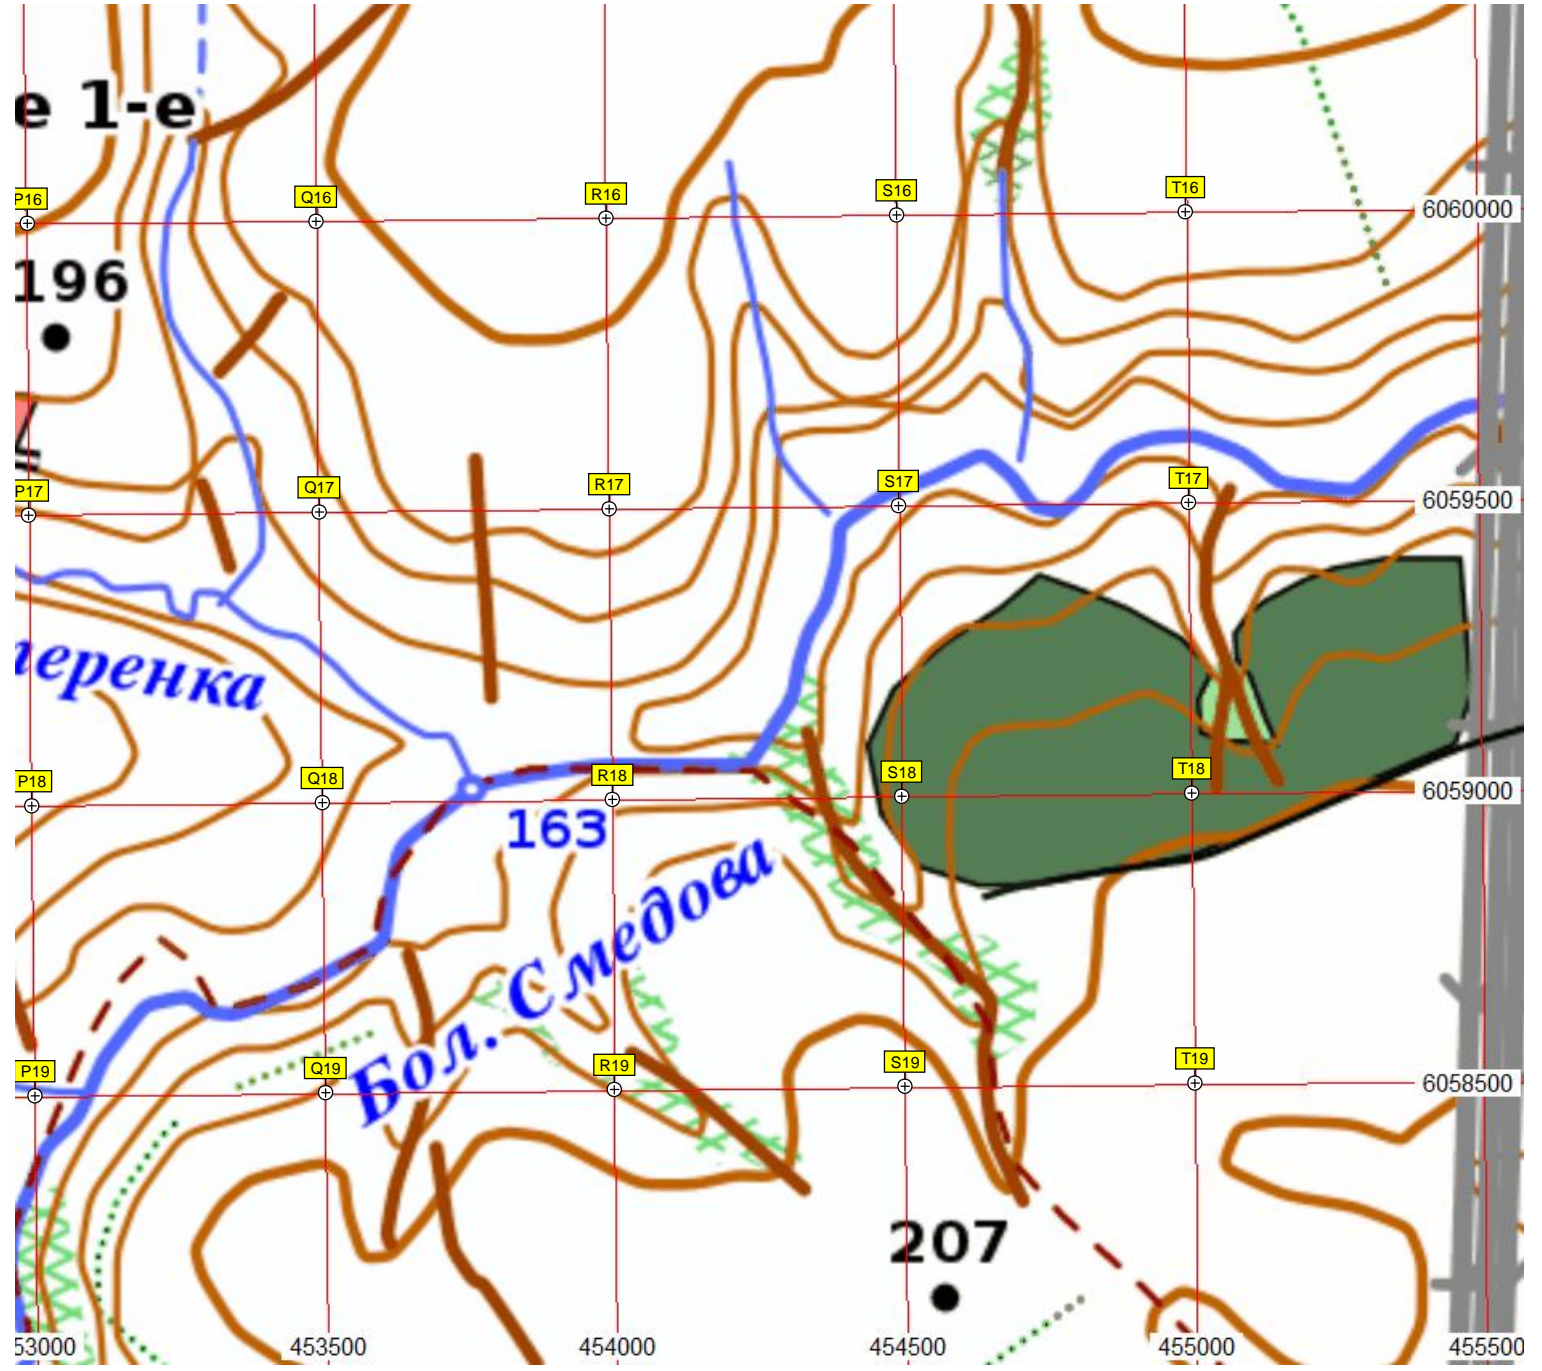 е 1-е
P16 Q16 R16 S16 T16
6060000
196
P17 Q17 R17 S17 T17
6059500
теренка
P18 Q18 R18 S18 T18
6059000
163
Бол. Смедова
P19 Q19 R19 S19 T19
6058500
207
53000 453500 454000 454500 455000 455500